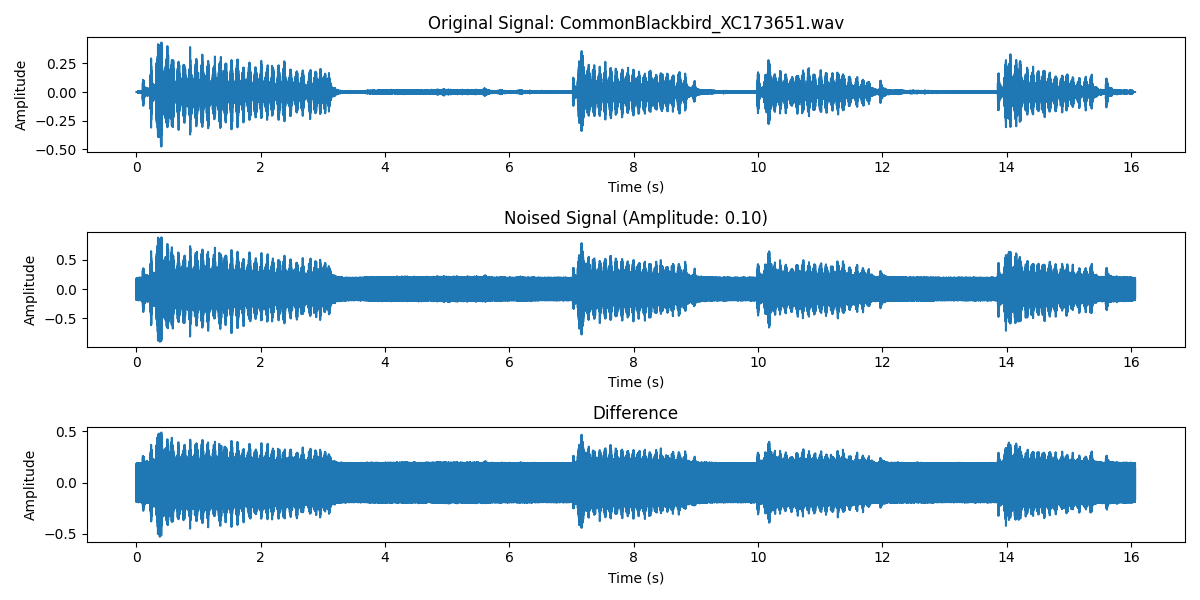 Original Signal: CommonBlackbird_XC173651.wav
0.25
0.00
−0.25
−0.50
Amplitude
0 2 4 6 8 10 12 14 16
Time (s)
Noised Signal (Amplitude: 0.10)
0.5
0.0
−0.5
Amplitude
0 2 4 6 8 10 12 14 16
Time (s)
Difference
0.5
0.0
−0.5
Amplitude
0 2 4 6 8 10 12 14 16
Time (s)